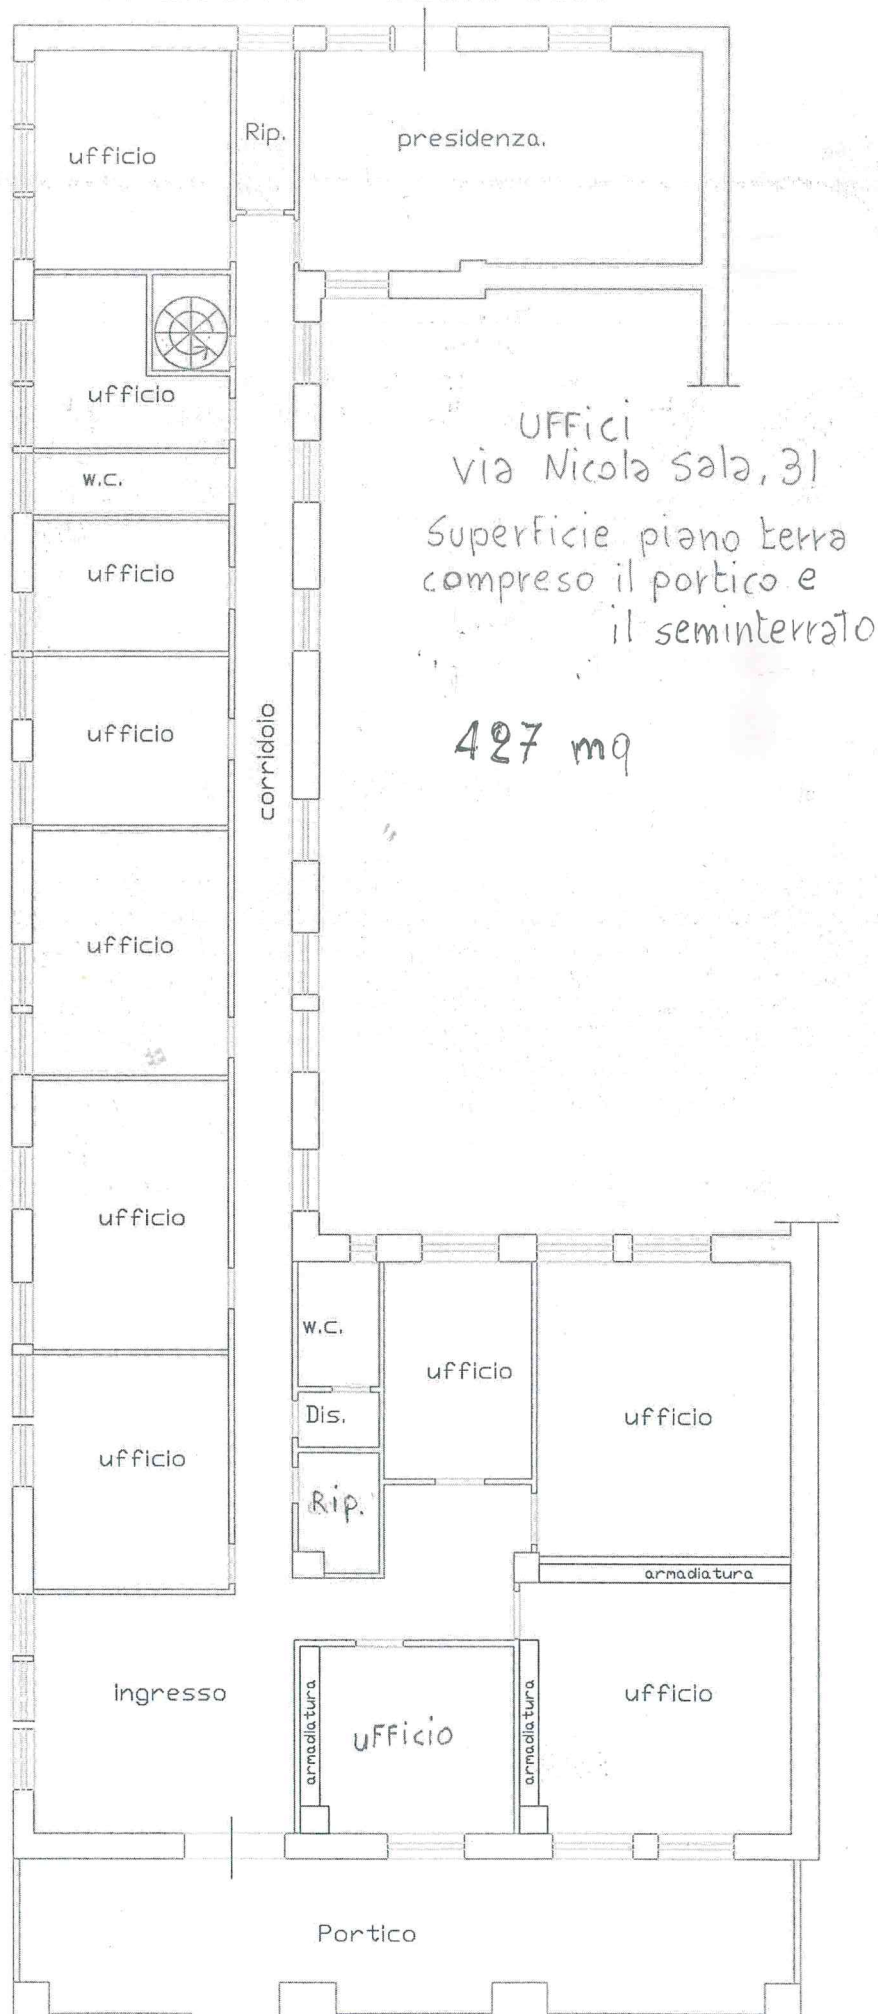 ufficio
Rip.
presidenza.
ufficio
w.c.
ufficio
ufficio
ufficio
ufficio
ufficio
corridoio
UFFici
via Nicola Sala, 31
Superficie piano terra
compreso il portico e
il seminterrato
427 mq
w.c.
Dis.
Rip.
ufficio
ufficio
armadiatura
Ingresso
armadiatura
ufficio
armadiatura
ufficio
Portico